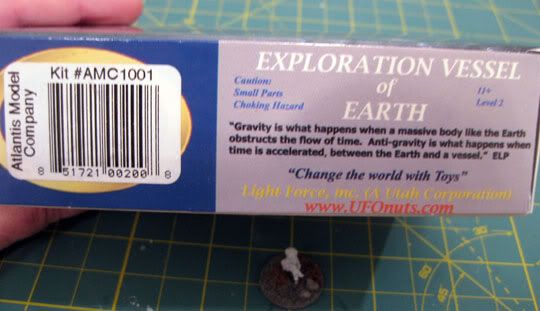 Kit #AMC1001
Atlantis Model
Company
8 51721 00200 8
EXPLORATION VESSEL
of
EARTH
Caution:
Small Parts
Choking Hazard
11+
Level 2
"Gravity is what happens when a massive body like the Earth
obstructs the flow of time. Anti-gravity is what happens when
time is accelerated, between the Earth and a vessel." ELP
"Change the world with Toys"
Light Force, inc. (A Utah Corporation)
www.UFOnuts.com
60
45